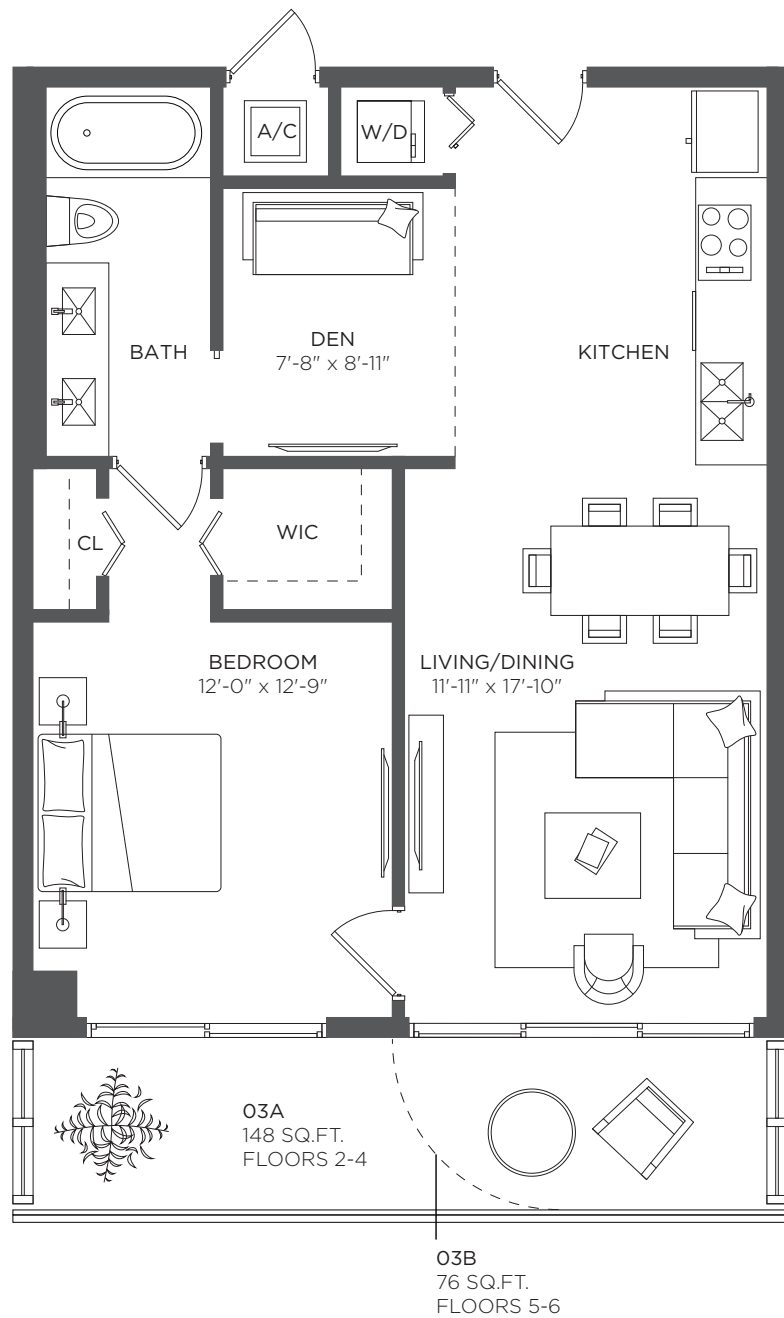 A/C
W/D
DEN
7'-8" x 8'-11"
BATH
KITCHEN
CL
WIC
BEDROOM
12'-0" x 12'-9"
LIVING/DINING
11'-11" x 17'-10"
03A
148 SQ.FT.
FLOORS 2-4
03B
76 SQ.FT.
FLOORS 5-6